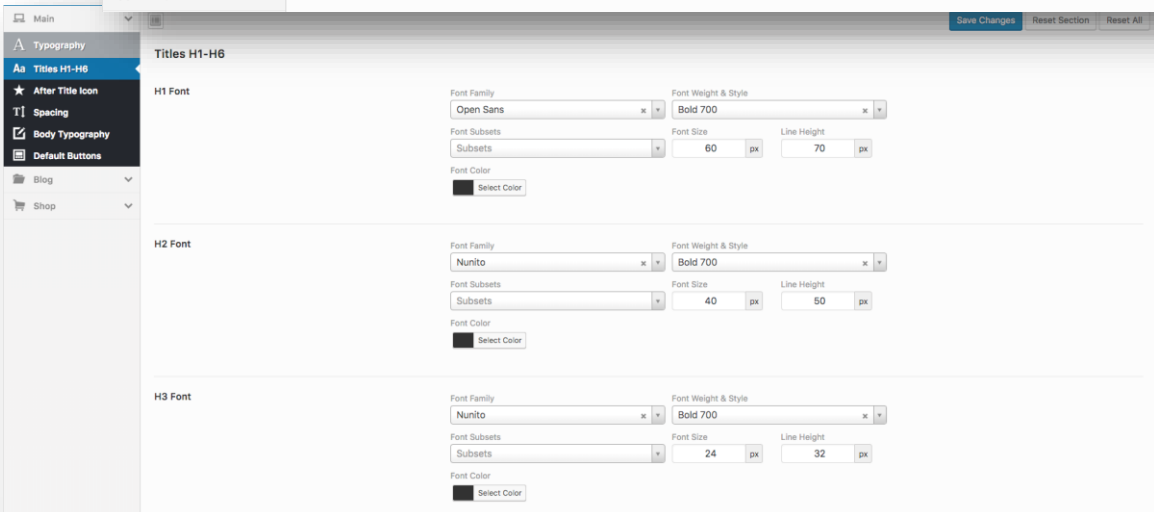 Main
Typography
Aa Titles H1-H6
After Title Icon
Spacing
Body Typography
Default Buttons
Blog
Shop
Save Changes Reset Section Reset All
Titles H1-H6
H1 Font
Font Family Font Weight & Style
Open Sans Bold 700
Font Subsets Font Size Line Height
Subsets 60 px 70 px
Font Color
Select Color
H2 Font
Font Family Font Weight & Style
Nunito Bold 700
Font Subsets Font Size Line Height
Subsets 40 px 50 px
Font Color
Select Color
H3 Font
Font Family Font Weight & Style
Nunito Bold 700
Font Subsets Font Size Line Height
Subsets 24 px 32 px
Font Color
Select Color